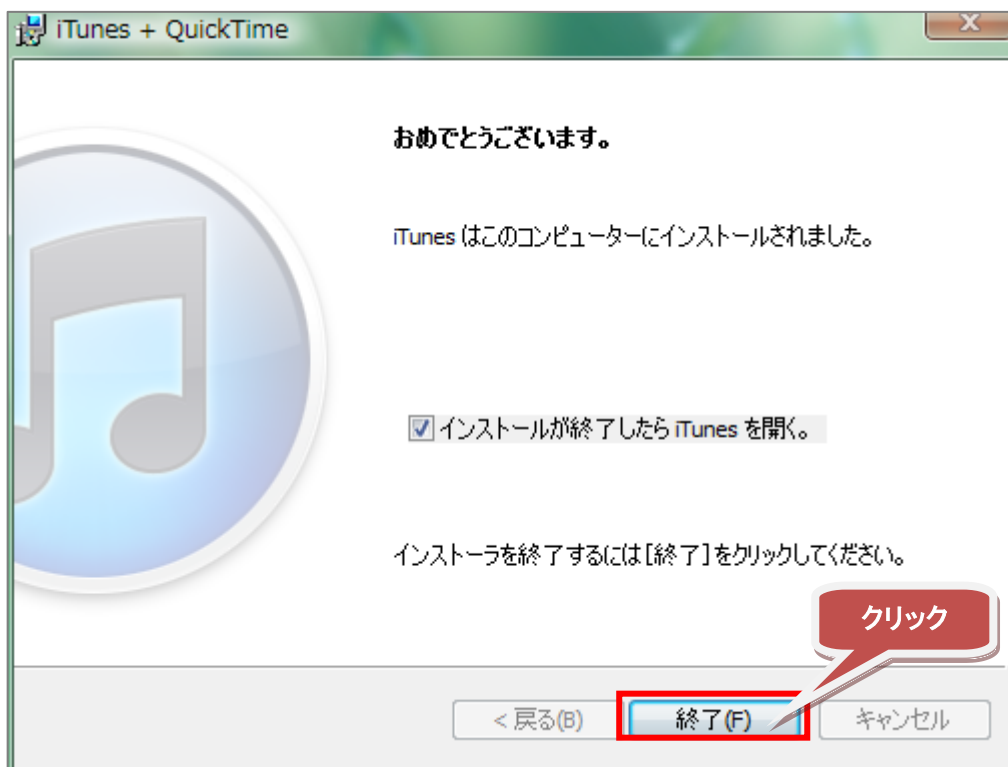 iTunes + QuickTime
おめでとうございます。
iTunes はこのコンピューターにインストールされました。
インストールが終了したら iTunes を開く。
インストーラを終了するには [終了] をクリックしてください。
クリック
< 戻る(B) 終了(F) キャンセル